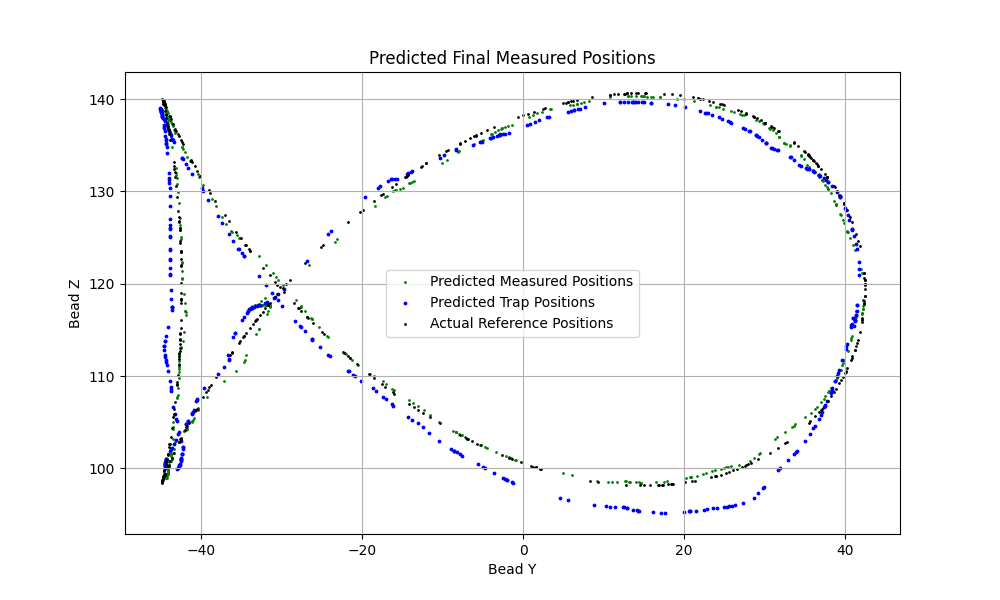 Predicted Final Measured Positions
Bead Z
140
130
120
110
100
Predicted Measured Positions
Predicted Trap Positions
Actual Reference Positions
−40
−20
0
20
40
Bead Y